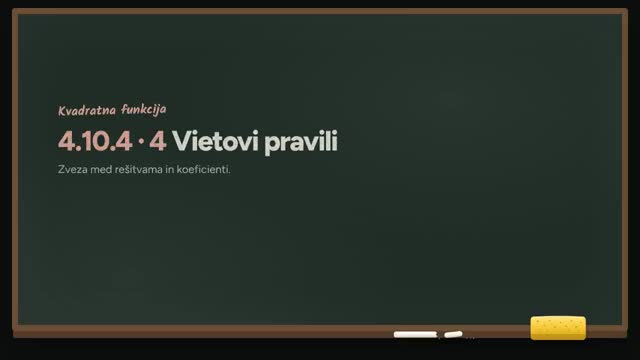 Kvadratna funkcija
4.10.4 · 4 Vietovi pravili
Zveza med rešitvama in koeficienti.